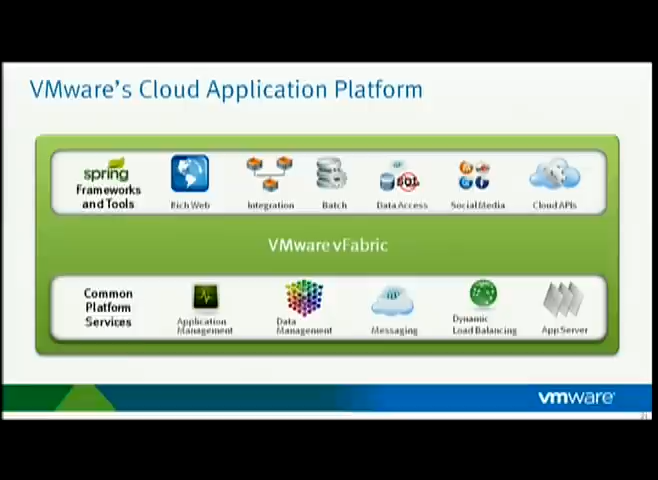 VMware's Cloud Application Platform
spring
Frameworks
and Tools
Rich Web
Integration
Batch
SQL
Data Access
Social Media
Cloud APIs
VMware vFabric
Common
Platform
Services
Application
Management
Data
Management
Messaging
Dynamic
Load Balancing
App Server
vmware